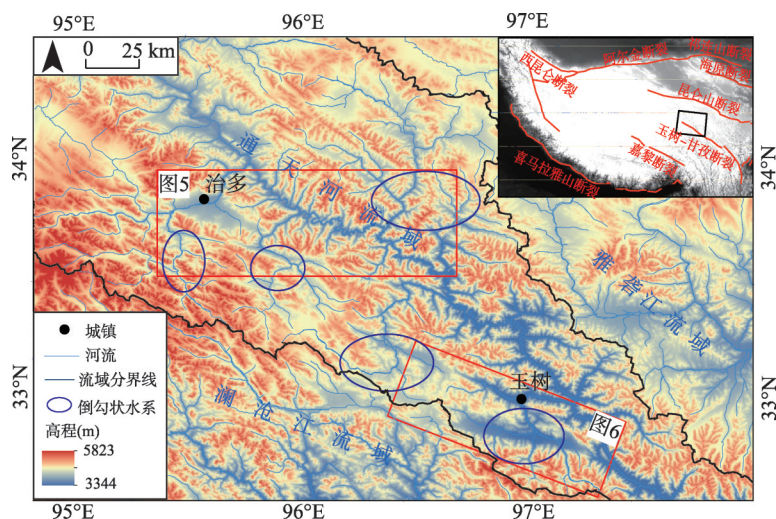 95°E
96°E
97°E
0 25 km
阿尔金断裂
祁连山断裂
海原断裂
西昆仑断裂
昆仑山断裂
玉树-甘孜断裂
嘉黎断裂
喜马拉雅山断裂
34°N
34°N
图5
治多
通天河流域
雅砻江流域
城镇
河流
流域分界线
倒勾状水系
高程(m)
5823
3344
33°N
33°N
玉树
图6
澜沧江流域
95°E
96°E
97°E